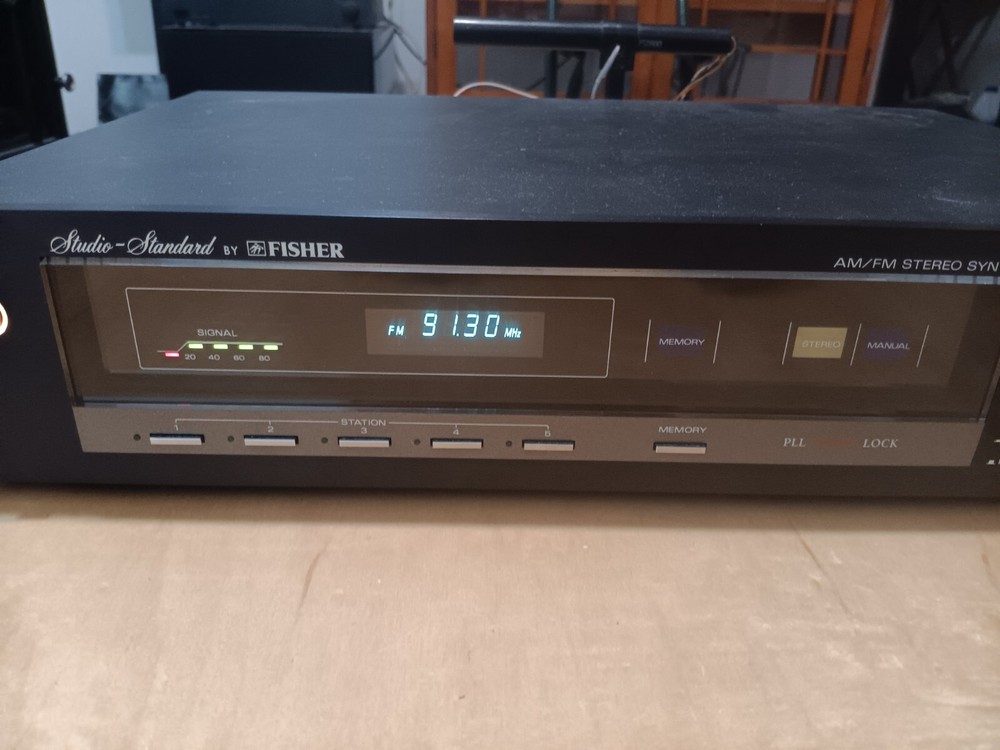 Studio-Standard BY FISHER
AM/FM STEREO SYN
SIGNAL
20 40 60 80
FM 91.30 MHz
MEMORY
STEREO
MANUAL
STATION
1 2 3 4 5
MEMORY
PLL LOCK